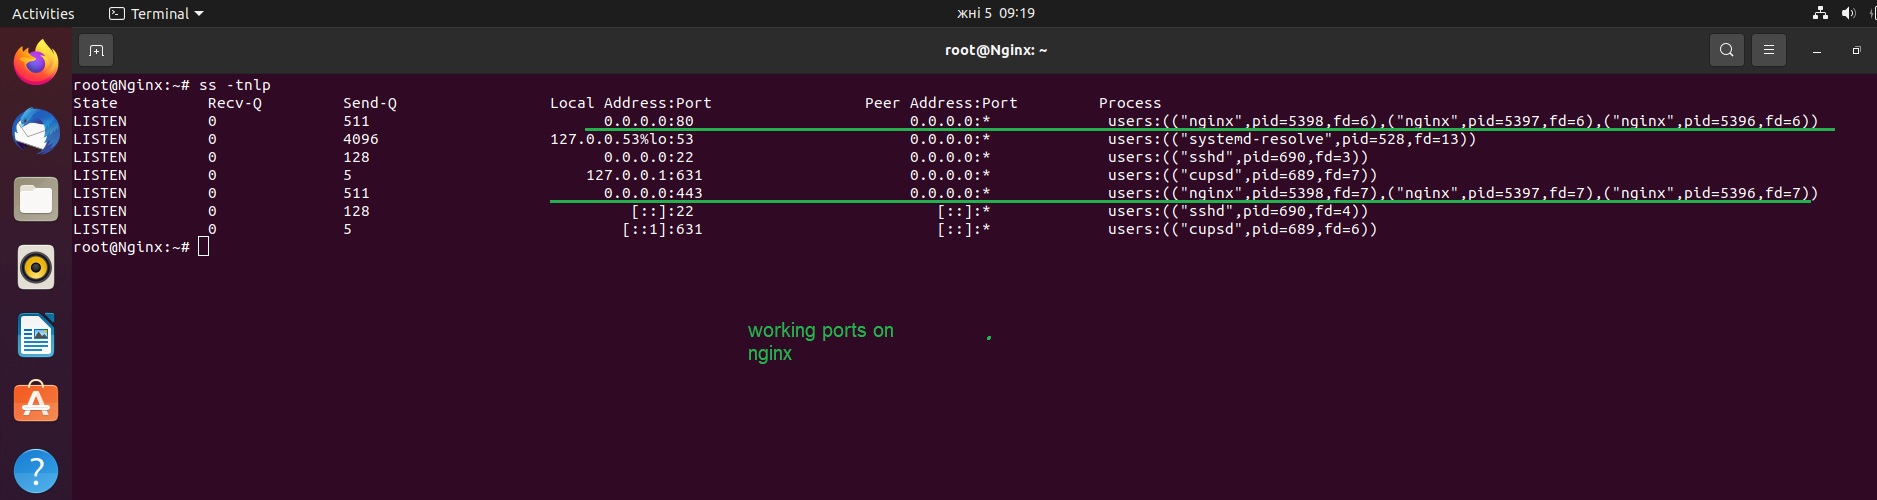 Activities Terminal жні 5 09:19
root@Nginx: ~
root@Nginx:~# ss -tnlp
State Recv-Q Send-Q Local Address:Port Peer Address:Port Process
LISTEN 0 511 0.0.0.0:80 0.0.0.0:* users:(("nginx",pid=5398,fd=6),("nginx",pid=5397,fd=6),("nginx",pid=5396,fd=6))
LISTEN 0 4096 127.0.0.53%lo:53 0.0.0.0:* users:(("systemd-resolve",pid=528,fd=13))
LISTEN 0 128 0.0.0.0:22 0.0.0.0:* users:(("sshd",pid=690,fd=3))
LISTEN 0 5 127.0.0.1:631 0.0.0.0:* users:(("cupsd",pid=689,fd=7))
LISTEN 0 511 0.0.0.0:443 0.0.0.0:* users:(("nginx",pid=5398,fd=7),("nginx",pid=5397,fd=7),("nginx",pid=5396,fd=7))
LISTEN 0 128 [::]:22 [::]:* users:(("sshd",pid=690,fd=4))
LISTEN 0 5 [::1]:631 [::]:* users:(("cupsd",pid=689,fd=6))
root@Nginx:~#
working ports on
nginx